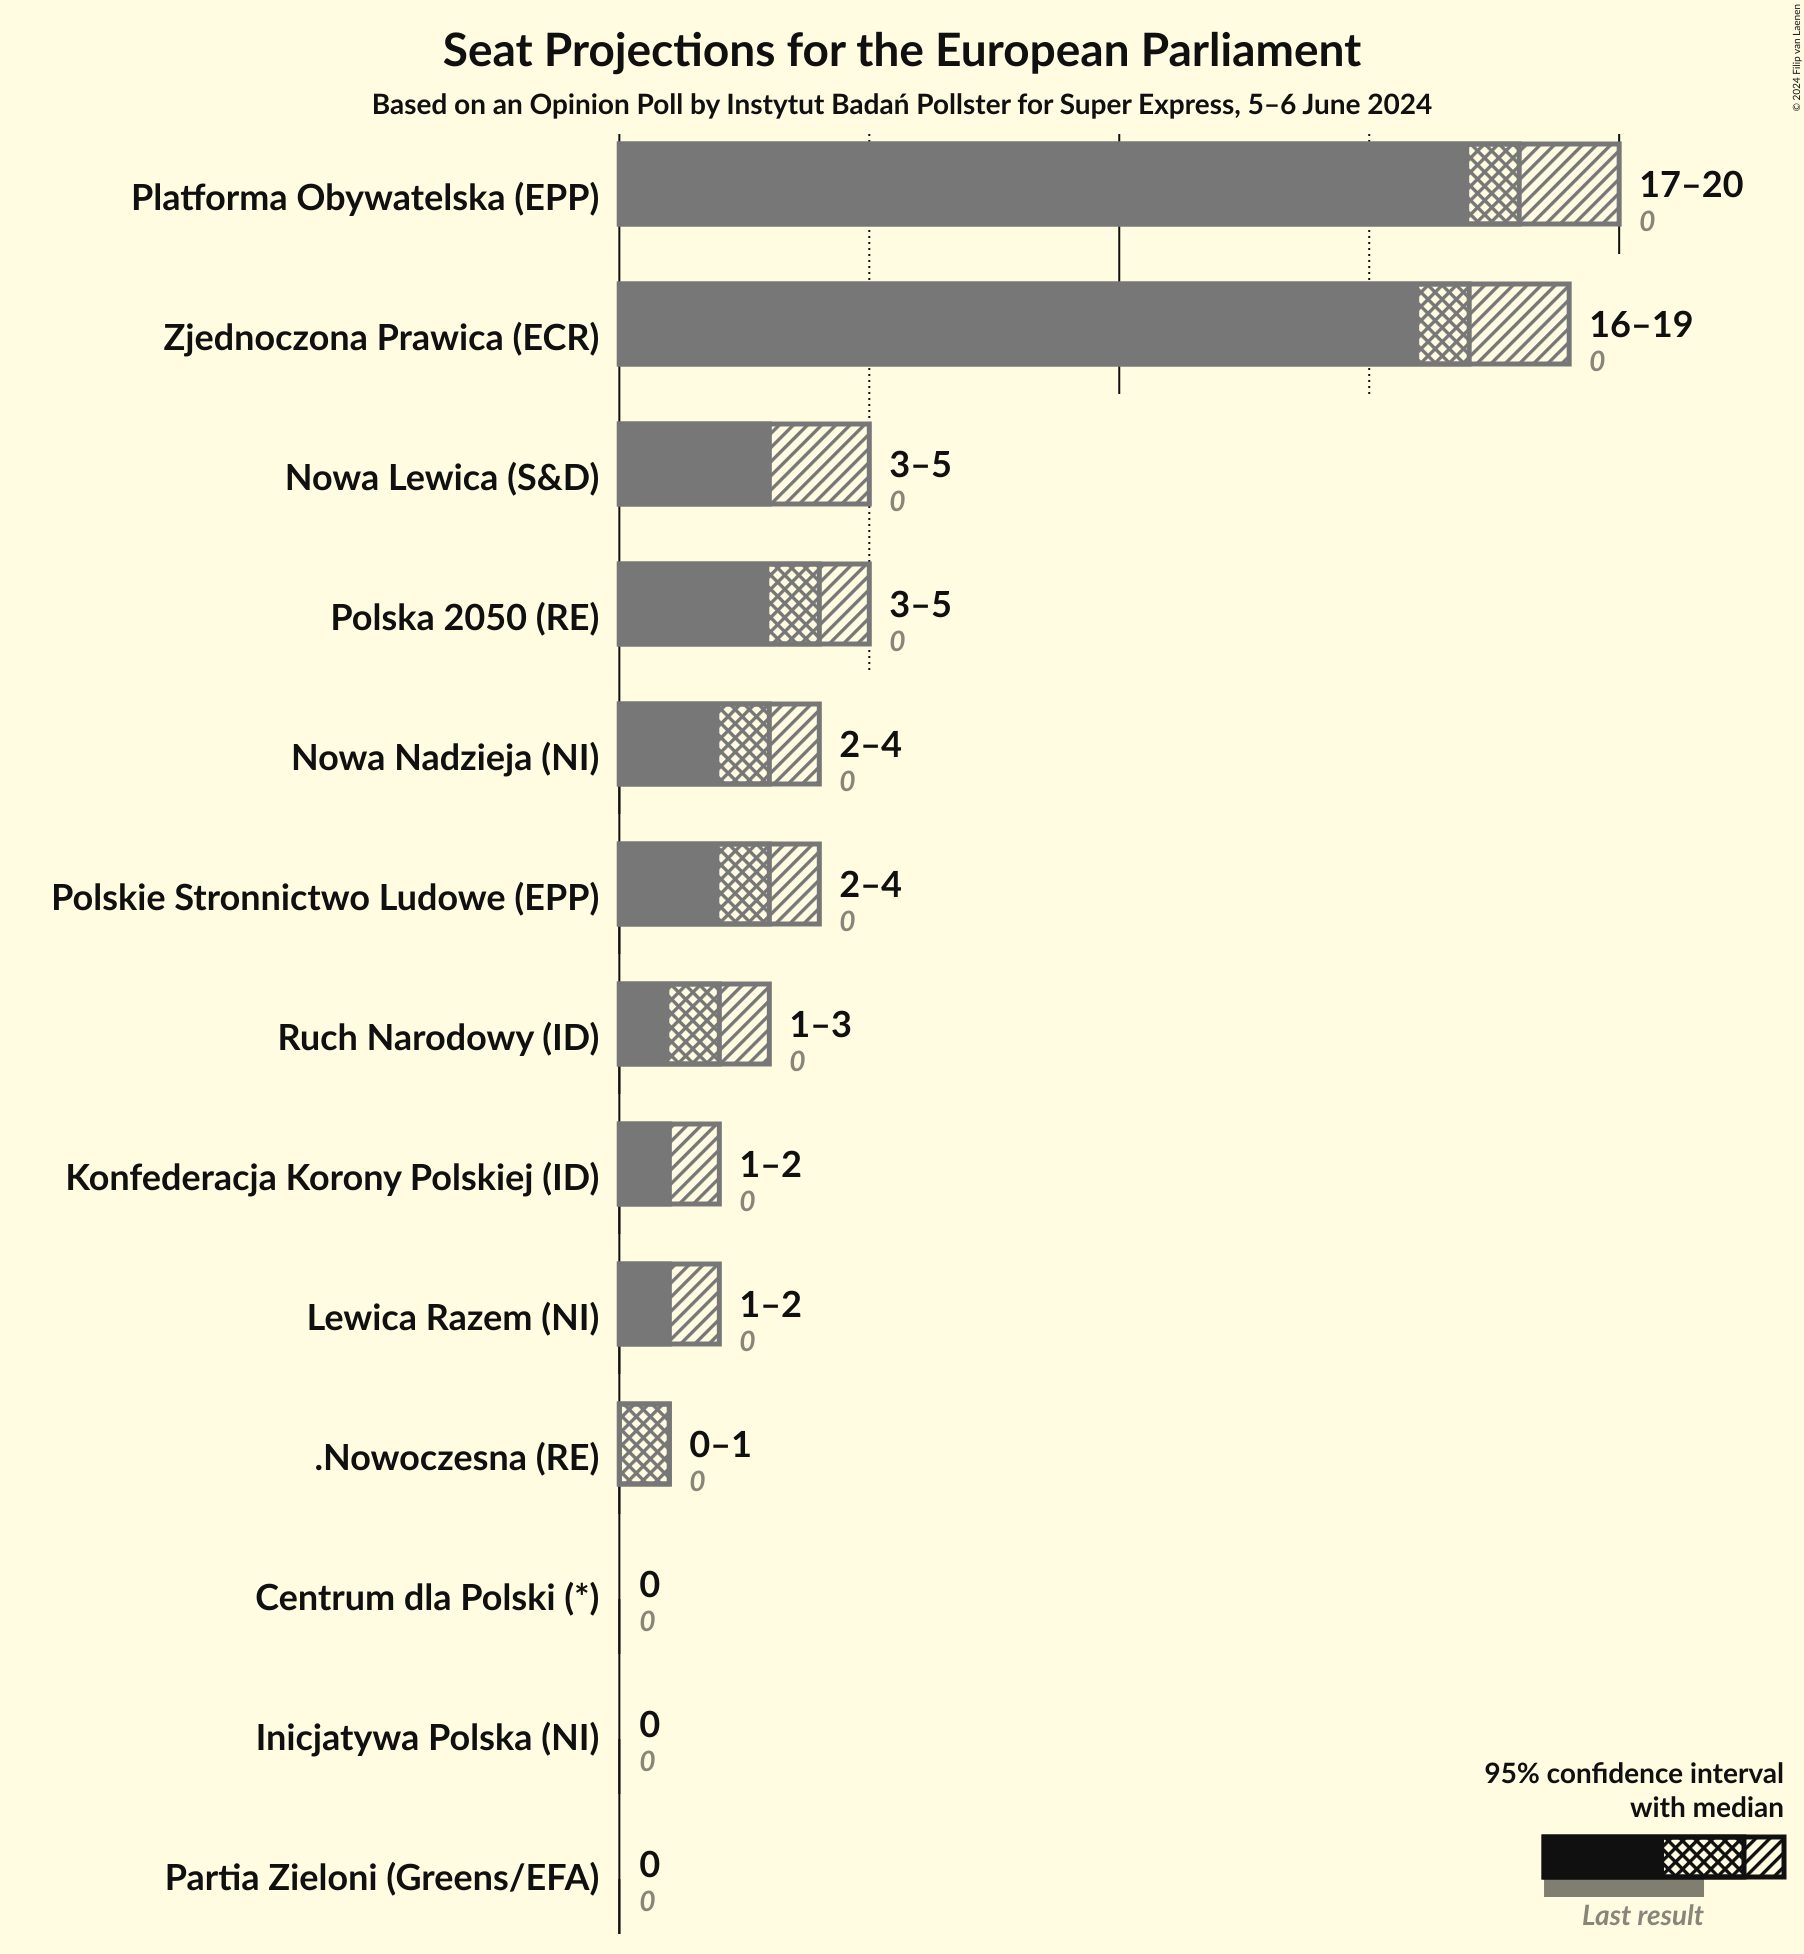 Seat Projections for the European Parliament
Based on an Opinion Poll by Instytut Badań Pollster for Super Express, 5–6 June 2024
© 2024 Filip van Laenen
Platforma Obywatelska (EPP)
17–20
0
Zjednoczona Prawica (ECR)
16–19
0
Nowa Lewica (S&D)
3–5
0
Polska 2050 (RE)
3–5
0
Nowa Nadzieja (NI)
2–4
0
Polskie Stronnictwo Ludowe (EPP)
2–4
0
Ruch Narodowy (ID)
1–3
0
Konfederacja Korony Polskiej (ID)
1–2
0
Lewica Razem (NI)
1–2
0
.Nowoczesna (RE)
0–1
0
Centrum dla Polski (*)
0
0
Inicjatywa Polska (NI)
0
0
Partia Zieloni (Greens/EFA)
0
0
95% confidence interval
with median
Last result